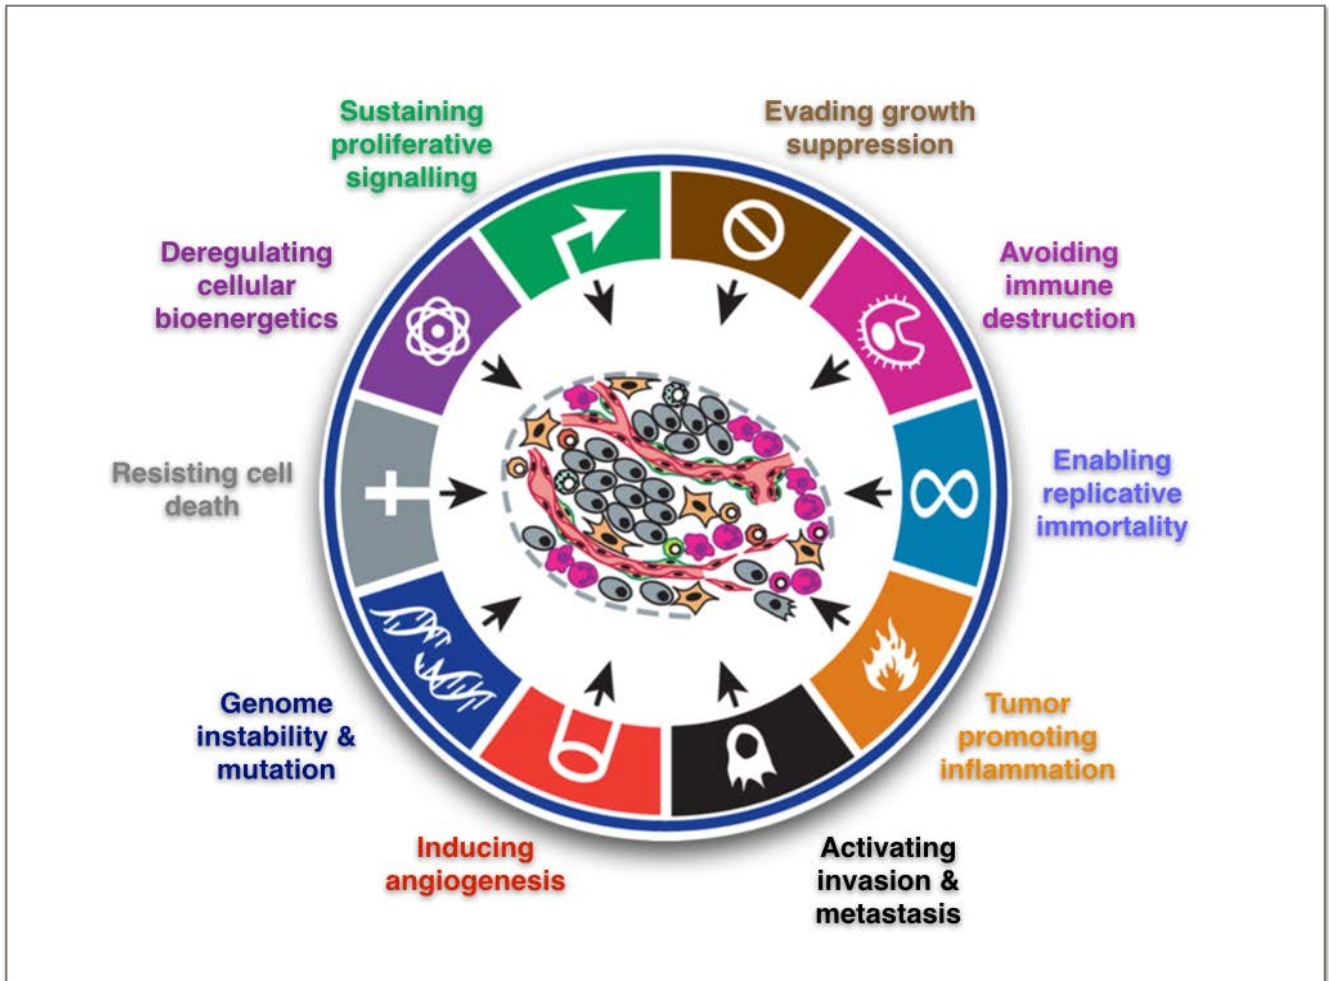 Sustaining
proliferative
signalling
Evading growth
suppression
Deregulating
cellular
bioenergetics
Avoiding
immune
destruction
Resisting cell
death
Enabling
replicative
immortality
Genome
instability &
mutation
Tumor
promoting
inflammation
Inducing
angiogenesis
Activating
invasion &
metastasis